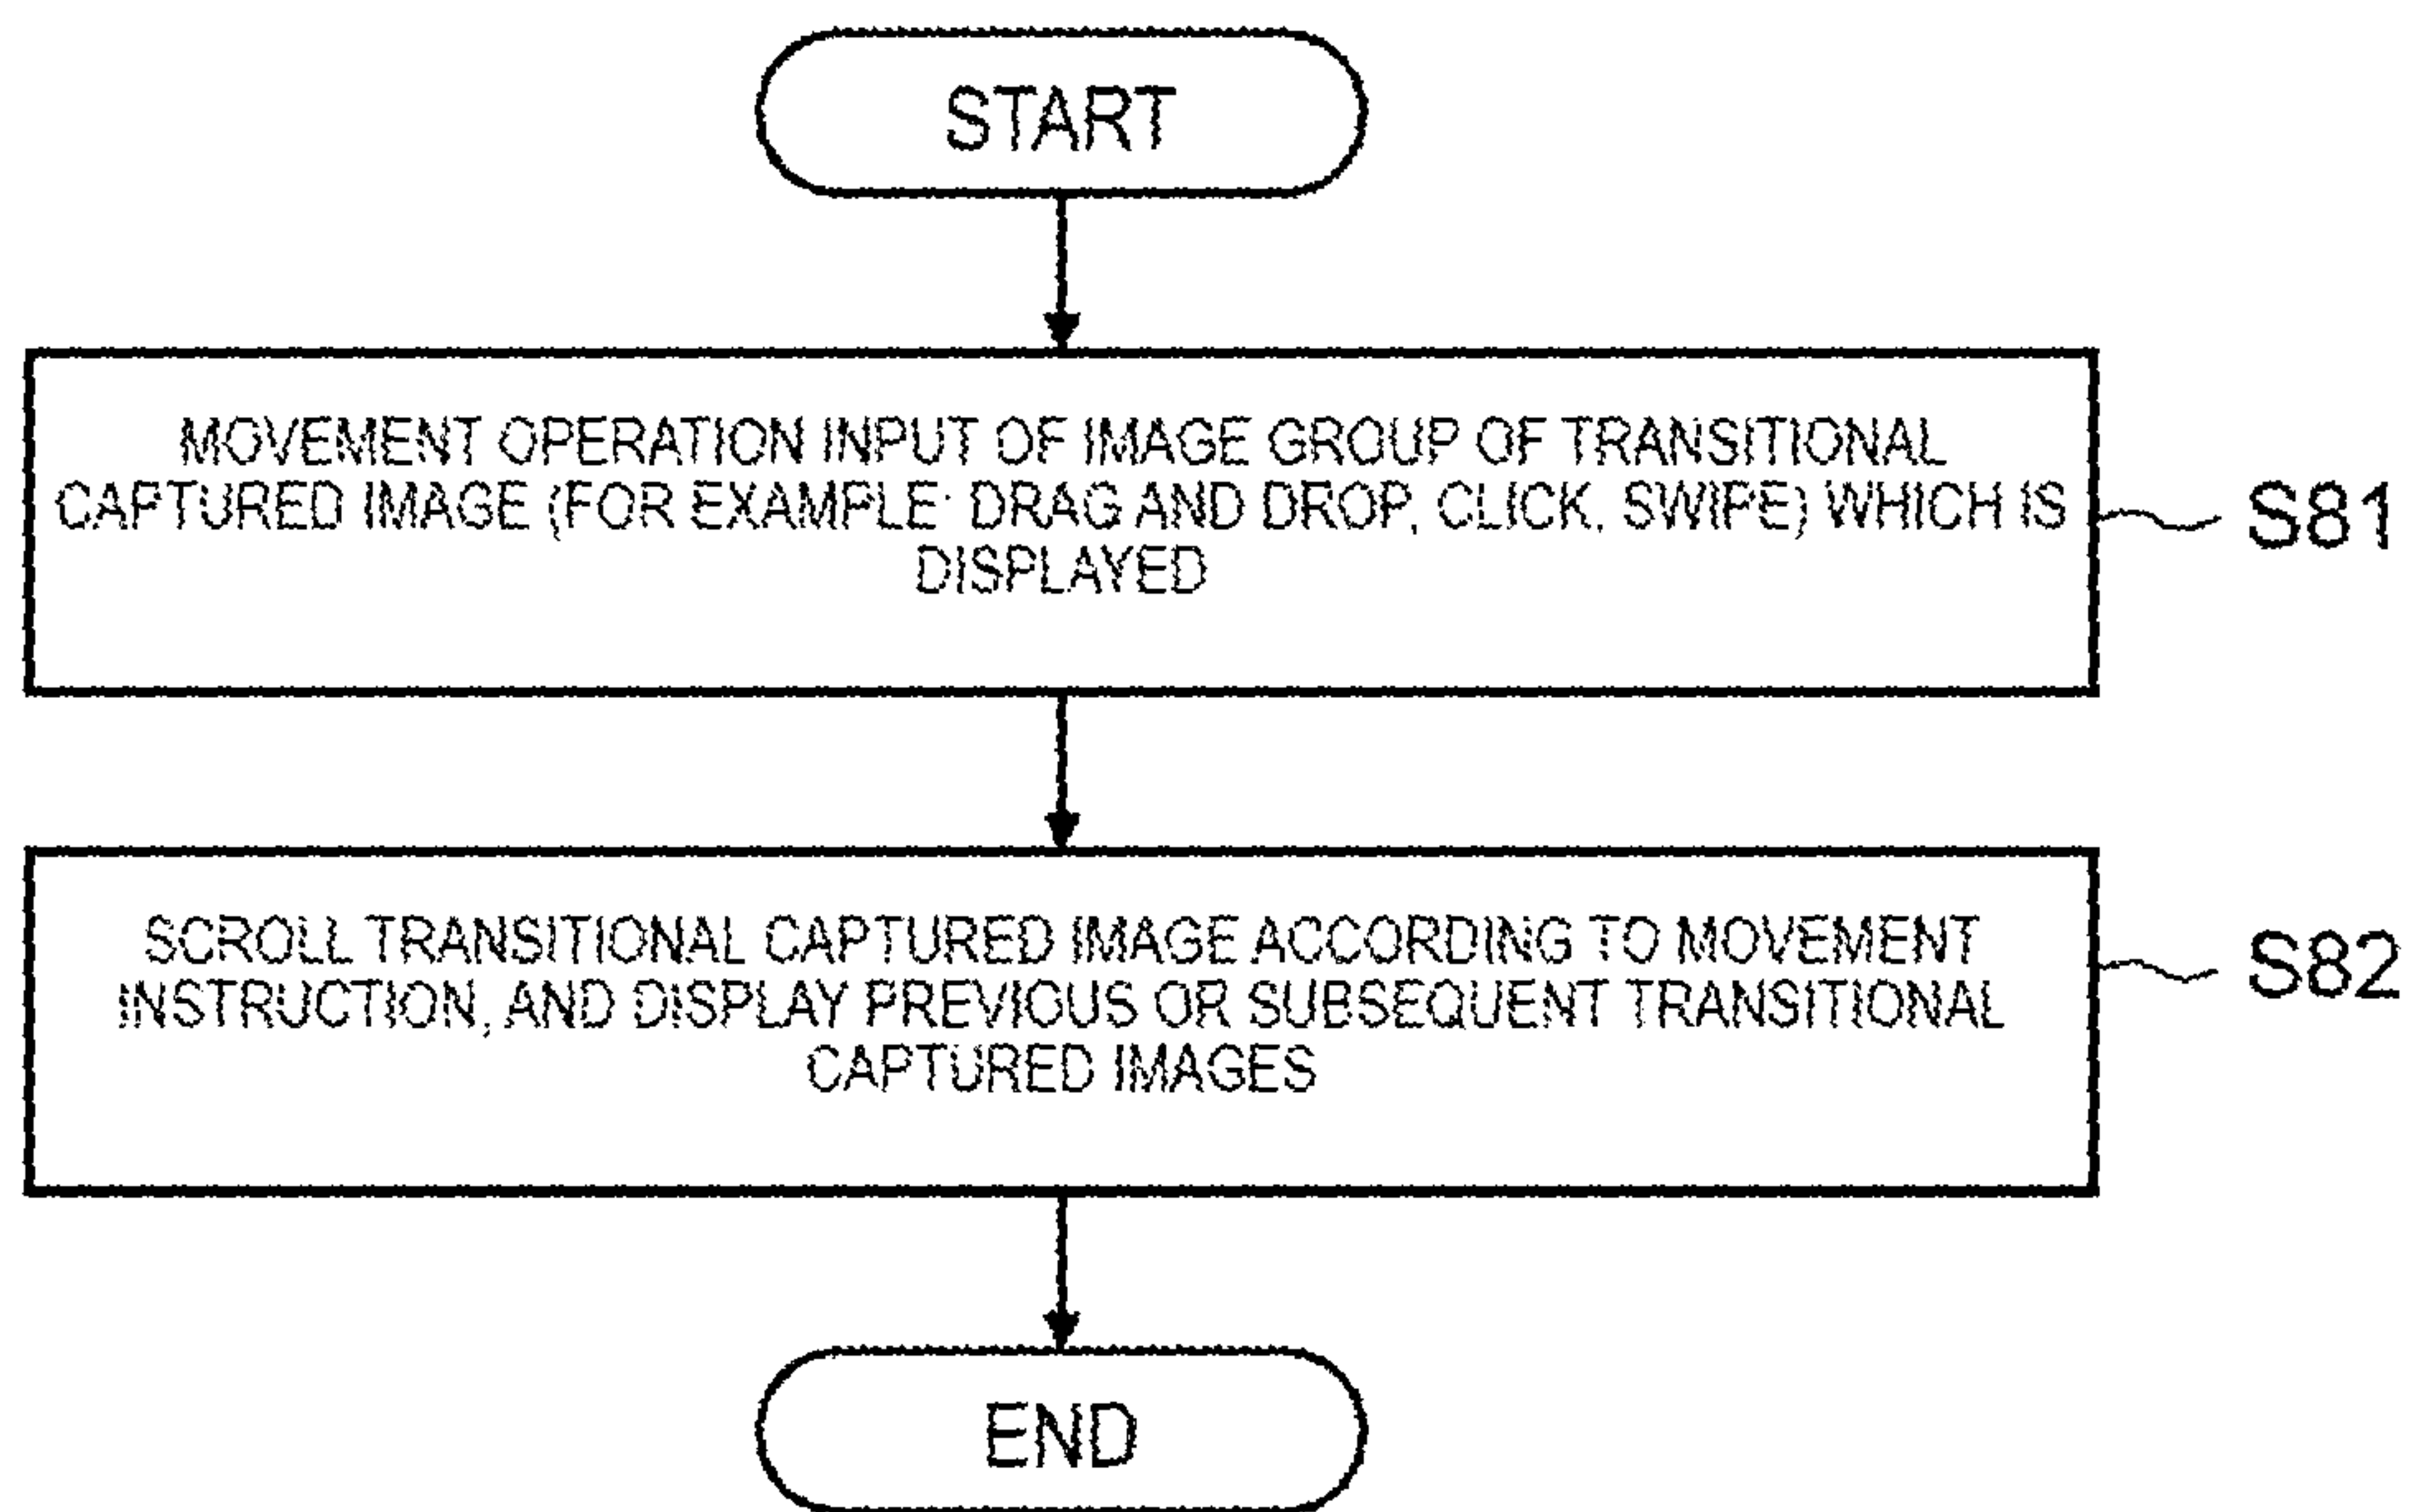 START
MOVEMENT OPERATION INPUT OF IMAGE GROUP OF TRANSITIONAL
CAPTURED IMAGE (FOR EXAMPLE: DRAG AND DROP, CLICK, SWIPE) WHICH IS
DISPLAYED
S81
SCROLL TRANSITIONAL CAPTURED IMAGE ACCORDING TO MOVEMENT
INSTRUCTION, AND DISPLAY PREVIOUS OR SUBSEQUENT TRANSITIONAL
CAPTURED IMAGES
S82
END